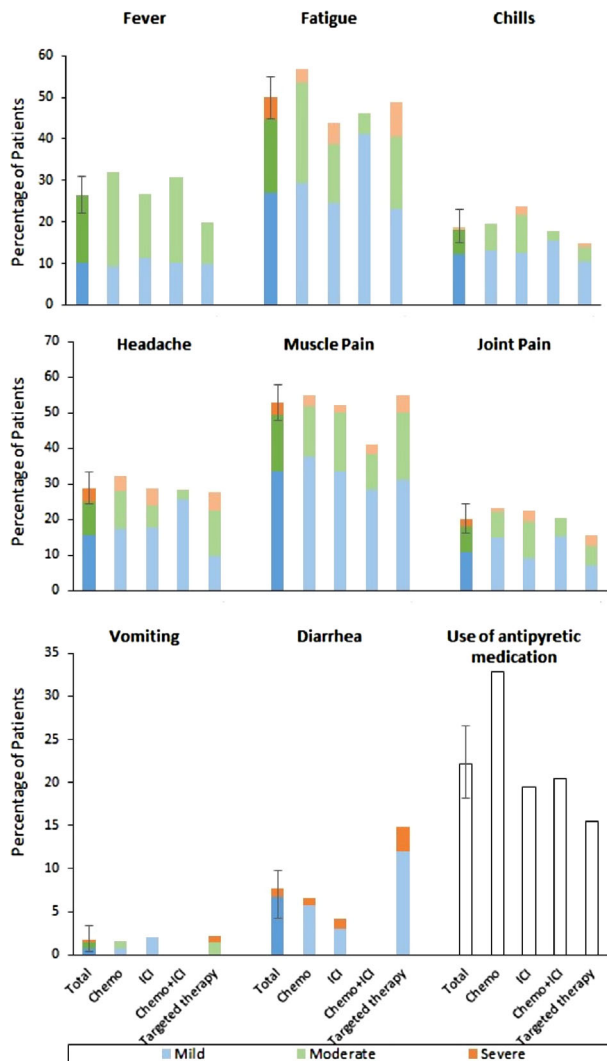 Fever Fatigue Chills
Percentage of Patients
60
50
40
30
20
10
0
Headache Muscle Pain Joint Pain
Percentage of Patients
70
60
50
40
30
20
10
0
Vomiting Diarrhea Use of antipyretic
medication
Percentage of Patients
35
30
25
20
15
10
5
0
Total Chemo ICI Chemo+ICI Targeted therapy Total Chemo ICI Chemo+ICI Targeted therapy Total Chemo ICI Chemo+ICI Targeted therapy
Mild Moderate Severe